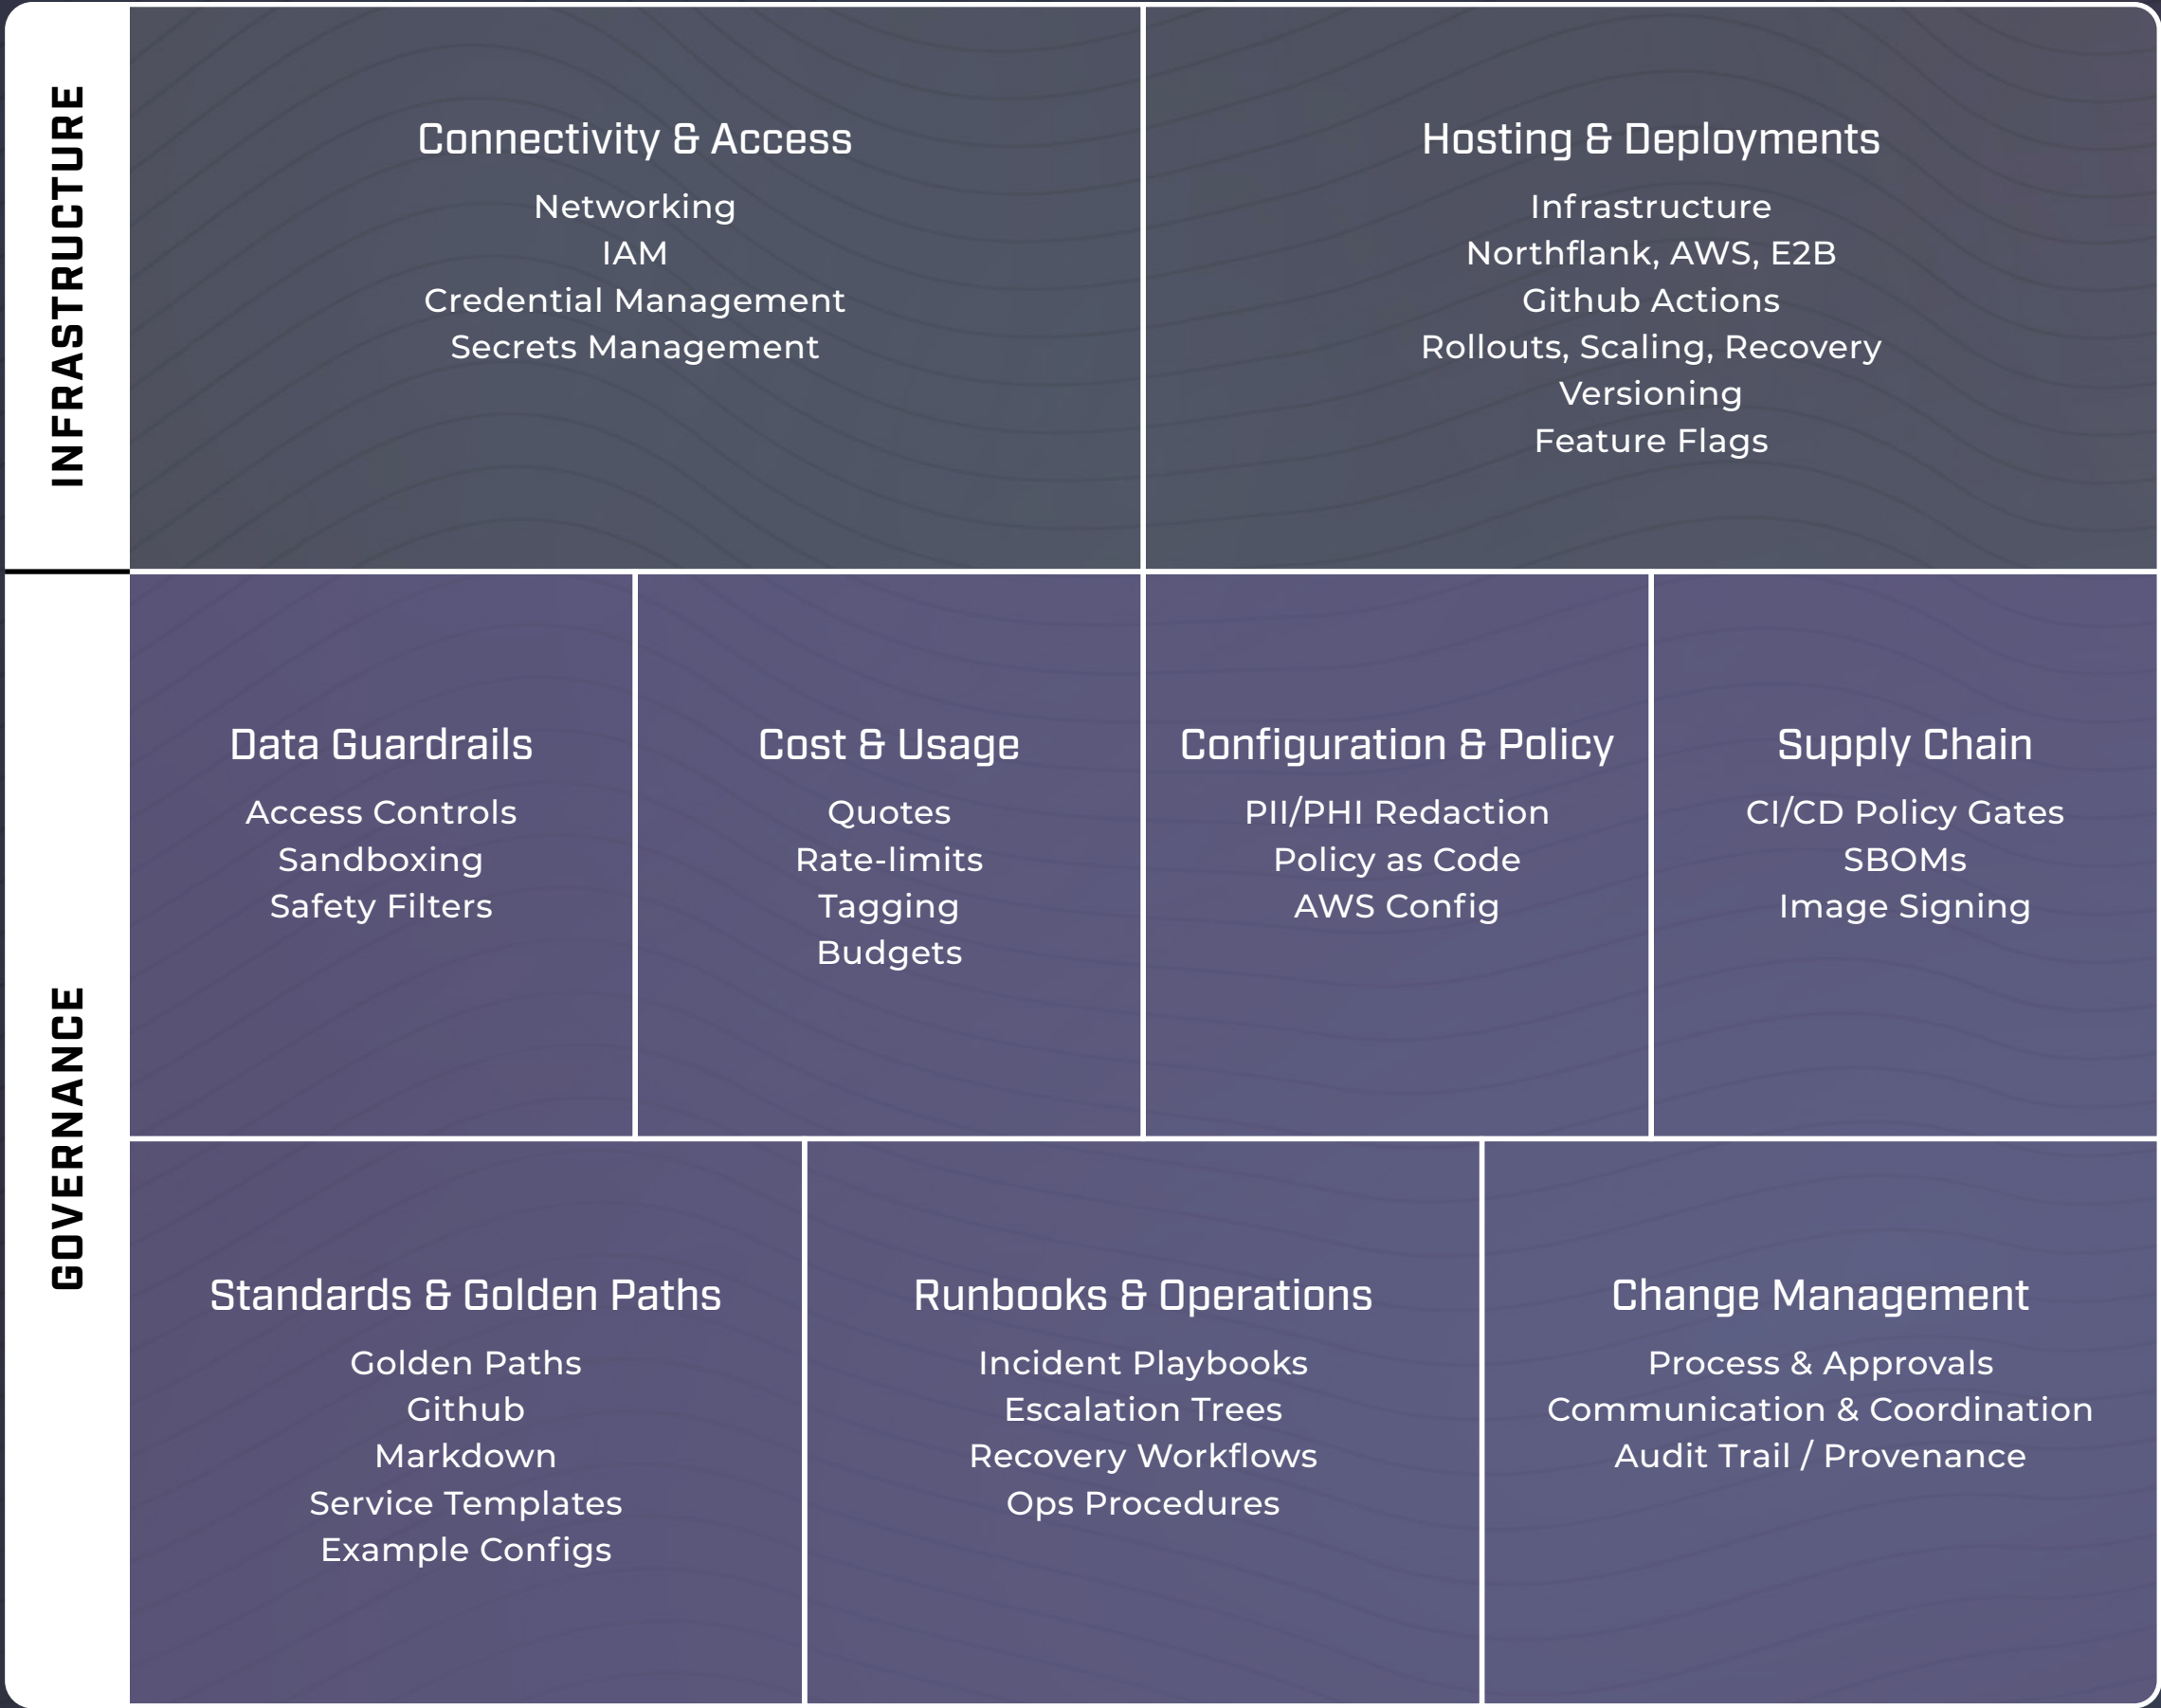 INFRASTRUCTURE
Connectivity & Access
Networking
IAM
Credential Management
Secrets Management
Hosting & Deployments
Infrastructure
Northflank, AWS, E2B
Github Actions
Rollouts, Scaling, Recovery
Versioning
Feature Flags
GOVERNANCE
Data Guardrails
Access Controls
Sandboxing
Safety Filters
Cost & Usage
Quotes
Rate-limits
Tagging
Budgets
Configuration & Policy
PII/PHI Redaction
Policy as Code
AWS Config
Supply Chain
CI/CD Policy Gates
SBOMs
Image Signing
Standards & Golden Paths
Golden Paths
Github
Markdown
Service Templates
Example Configs
Runbooks & Operations
Incident Playbooks
Escalation Trees
Recovery Workflows
Ops Procedures
Change Management
Process & Approvals
Communication & Coordination
Audit Trail / Provenance